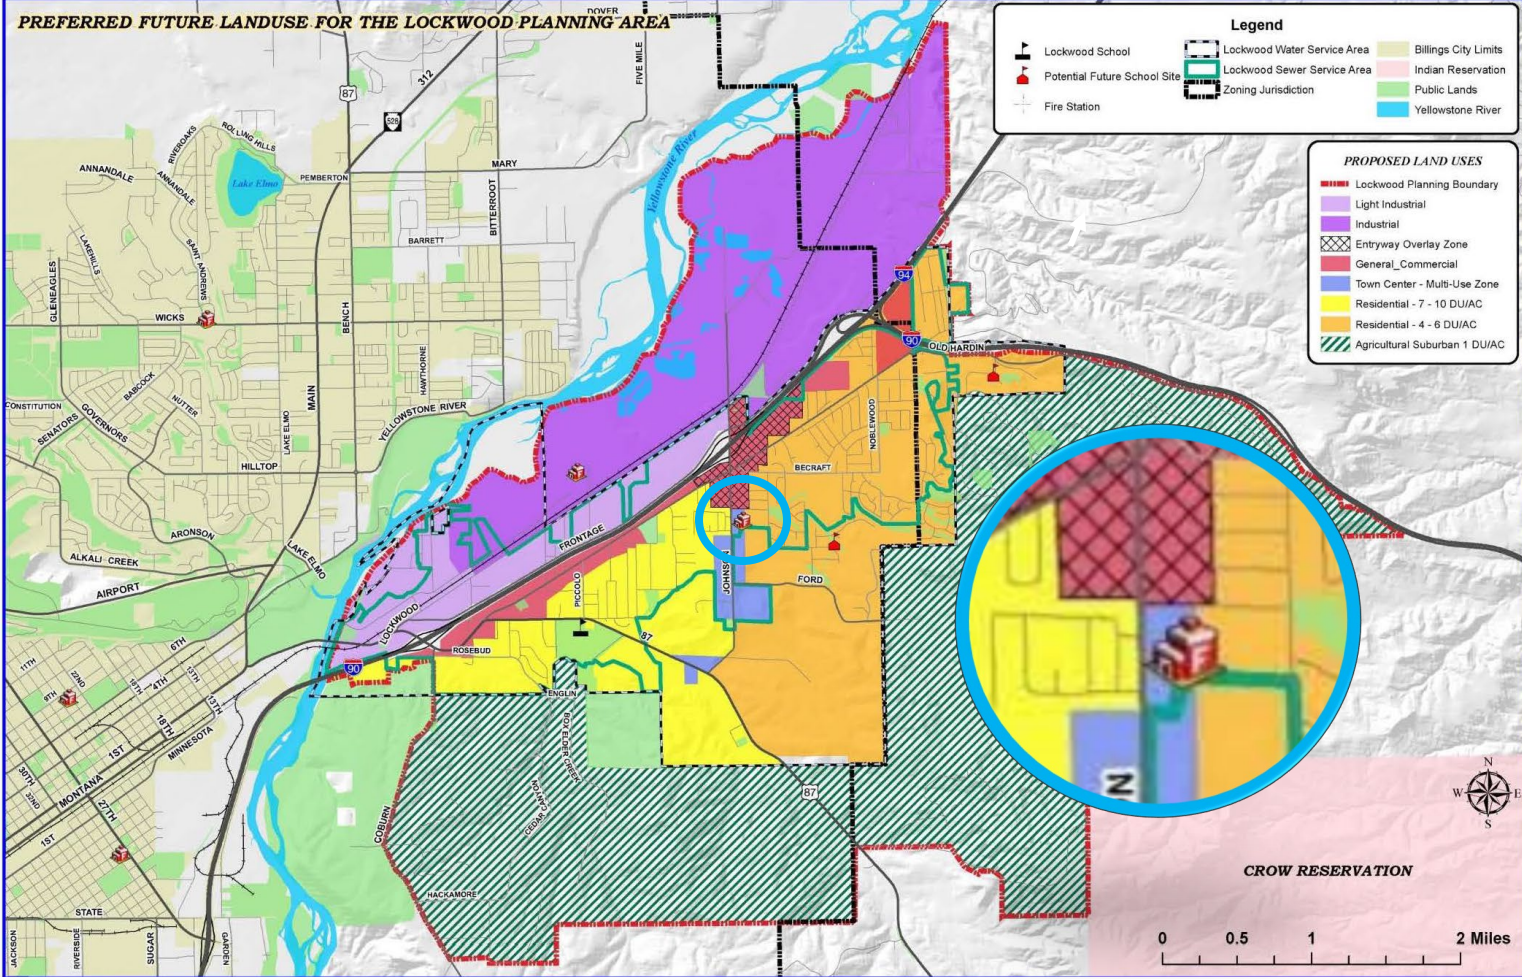 PREFERRED FUTURE LANDUSE FOR THE LOCKWOOD PLANNING AREA
DOVER
Legend
Lockwood School
Potential Future School Site
Fire Station
Lockwood Water Service Area
Lockwood Sewer Service Area
Zoning Jurisdiction
Billings City Limits
Indian Reservation
Public Lands
Yellowstone River
PROPOSED LAND USES
Lockwood Planning Boundary
Light Industrial
Industrial
Entryway Overlay Zone
General_Commercial
Town Center - Multi-Use Zone
Residential - 7 - 10 DU/AC
Residential - 4 - 6 DU/AC
Agricultural Suburban 1 DU/AC
312
FIVE MILE
87
528
RIVEROAKS
ROLLING HILLS
ANNANDALE
ANNANDALE
PEMBERTON
MARY
Lake Elmo
Yellowstone River
BITTERROOT
BARRETT
LAKEHILLS
SAINT ANDREWS
GLENEAGLES
WICKS
BENCH
94
90
OLD HARDIN
HAWTHORNE
BABCOCK
NUTTER
MAIN
CONSTITUTION
GOVERNORS
SENATORS
LAKE ELMO
YELLOWSTONE RIVER
NOBLEWOOD
HILLTOP
BECRAFT
ARONSON
FRONTAGE
LAKE ELMO
ALKALI CREEK
AIRPORT
PICCOLO
JOHNSON
FORD
LOCKWOOD
6TH
87
ROSEBUD
90
11TH
9TH
22ND
18TH
4TH
13TH
13TH
18TH
1ST
MINNESOTA
ENGLIN
BOX ELDER CREEK
CEDAR CANYON
30TH
32ND
MONTANA
27TH
1ST
COBURN
87
HACKAMORE
STATE
JACKSON
RIVERSIDE
SUGAR
GARDEN
F
ON
N
W E
S
CROW RESERVATION
0 0.5 1 2 Miles